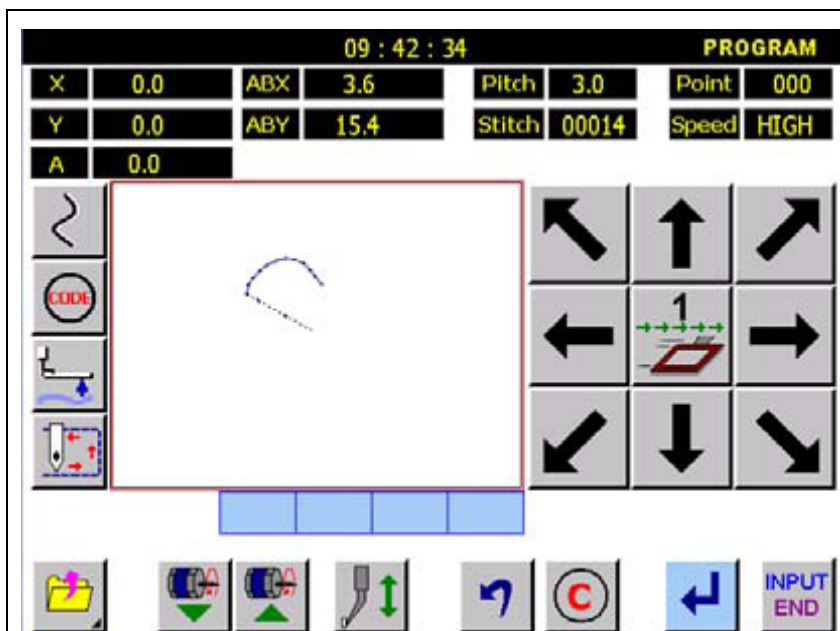 09 : 42 : 34 PROGRAM
X 0.0 ABX 3.6 Pitch 3.0 Point 000
Y 0.0 ABY 15.4 Stitch 00014 Speed HIGH
A 0.0
CODE
1
C
INPUT
END